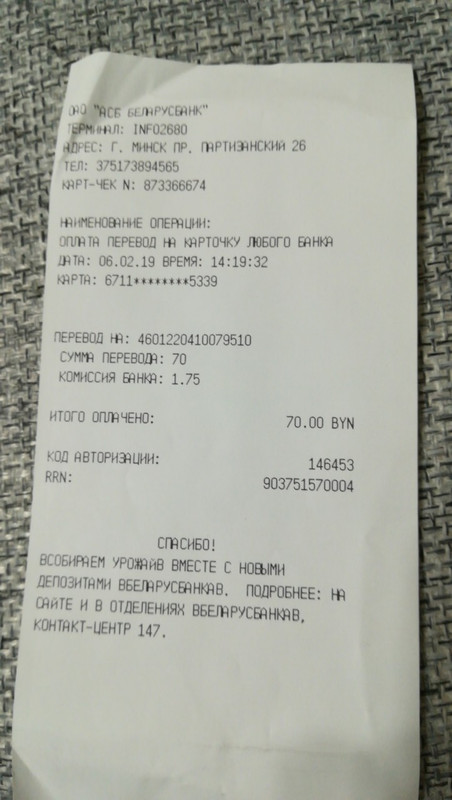 ОАО "АСБ БЕЛАРУСБАНК"
ТЕРМИНАЛ: INF02680
АДРЕС: Г. МИНСК ПР. ПАРТИЗАНСКИЙ 26
ТЕЛ: 375173894565
КАРТ-ЧЕК N: 873366674
НАИМЕНОВАНИЕ ОПЕРАЦИИ:
ОПЛАТА ПЕРЕВОД НА КАРТОЧКУ ЛЮБОГО БАНКА
ДАТА: 06.02.19 ВРЕМЯ: 14:19:32
КАРТА: 6711********5339
ПЕРЕВОД НА: 4601220410079510
СУММА ПЕРЕВОДА: 70
КОМИССИЯ БАНКА: 1.75
ИТОГО ОПЛАЧЕНО: 70.00 BYN
КОД АВТОРИЗАЦИИ: 146453
RRN: 903751570004
СПАСИБО!
ВСОБИРАЕМ УРОЖАЙВ ВМЕСТЕ С НОВЫМИ
ДЕПОЗИТАМИ ВБЕЛАРУСБАНКАВ. ПОДРОБНЕЕ: НА
САЙТЕ И В ОТДЕЛЕНИЯХ ВБЕЛАРУСБАНКАВ,
КОНТАКТ-ЦЕНТР 147.